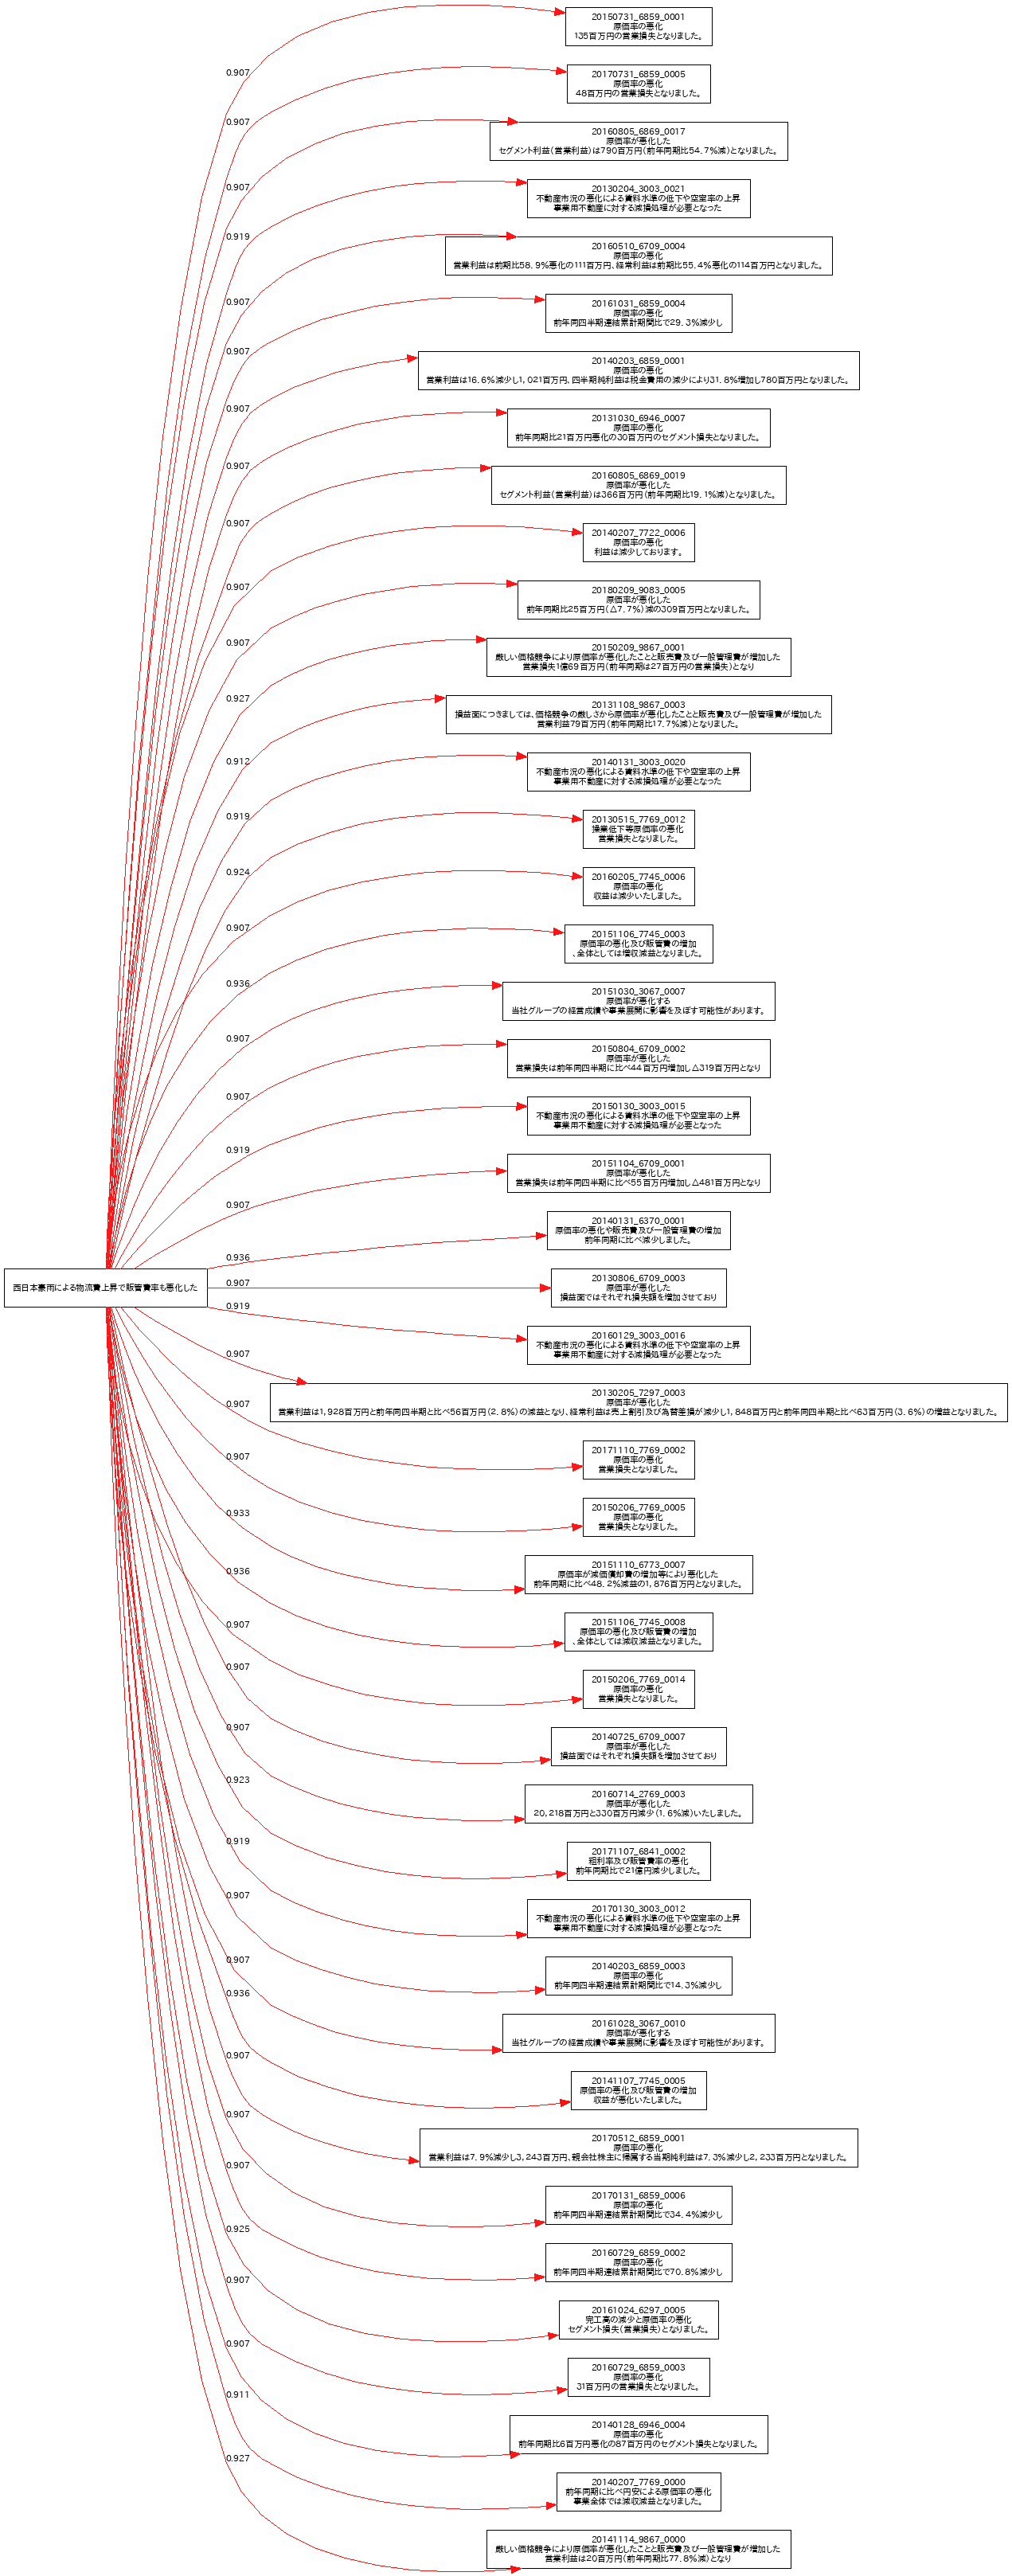 20150731_6859_0001
原価率の悪化
135百万円の営業損失となりました。
0.907
20170731_6859_0005
原価率の悪化
48百万円の営業損失となりました。
0.907
20160805_6869_0017
原価率が悪化した
セグメント利益(営業利益)は790百万円(前年同期比54.7%減)となりました。
0.907
20130204_3003_0021
不動産市況の悪化による賃料水準の低下や空室率の上昇
事業用不動産に対する減損処理が必要となった
0.919
20160510_6709_0004
原価率の悪化
営業利益は前期比58.9%悪化の111百万円、経常利益は前期比55.4%悪化の114百万円となりました。
0.907
20161031_6859_0004
原価率の悪化
前年同四半期連結累計期間比で29.3%減少し
0.907
20140203_6859_0001
原価率の悪化
営業利益は16.6%減少し1,021百万円、四半期純利益は税金費用の減少により31.8%増加し780百万円となりました。
0.907
20131030_6946_0007
原価率の悪化
前年同期比21百万円悪化の30百万円のセグメント損失となりました。
0.907
20160805_6869_0019
原価率が悪化した
セグメント利益(営業利益)は366百万円(前年同期比19.1%減)となりました。
0.907
20140207_7722_0006
原価率の悪化
利益は減少しております。
0.907
20180209_9083_0005
原価率が悪化した
前年同期比25百万円(△7.7%)減の309百万円となりました。
0.907
20150209_9867_0001
厳しい価格競争により原価率が悪化したことと販売費及び一般管理費が増加した
営業損失1億69百万円(前年同期は27百万円の営業損失)となり
0.927
20131108_9867_0003
損益面につきましては、価格競争の厳しさから原価率が悪化したことと販売費及び一般管理費が増加した
営業利益79百万円(前年同期比17.7%減)となりました。
0.912
20140131_3003_0020
不動産市況の悪化による賃料水準の低下や空室率の上昇
事業用不動産に対する減損処理が必要となった
0.919
20130515_7769_0012
操業低下等原価率の悪化
営業損失となりました。
0.924
20160205_7745_0006
原価率の悪化
収益は減少いたしました。
0.907
20151106_7745_0003
原価率の悪化及び販管費の増加
、全体としては増収減益となりました。
0.936
20151030_3067_0007
原価率が悪化する
当社グループの経営成績や事業展開に影響を及ぼす可能性があります。
0.907
20150804_6709_0002
原価率が悪化した
営業損失は前年同四半期に比べ44百万円増加し△319百万円となり
0.907
20150130_3003_0015
不動産市況の悪化による賃料水準の低下や空室率の上昇
事業用不動産に対する減損処理が必要となった
0.919
20151104_6709_0001
原価率が悪化した
営業損失は前年同四半期に比べ55百万円増加し△481百万円となり
0.907
20140131_6370_0001
原価率の悪化や販売費及び一般管理費の増加
前年同期に比べ減少しました。
0.936
西日本豪雨による物流費上昇で販管費率も悪化した
0.907
20130806_6709_0003
原価率が悪化した
損益面ではそれぞれ損失額を増加させており
0.919
20160129_3003_0016
不動産市況の悪化による賃料水準の低下や空室率の上昇
事業用不動産に対する減損処理が必要となった
0.907
20130205_7297_0003
原価率が悪化した
営業利益は1,928百万円と前年同四半期と比べ56百万円(2.8%)の減益となり、経常利益は売上割引及び為替差損が減少し1,848百万円と前年同四半期と比べ63百万円(3.6%)の増益となりました。
0.907
20171110_7769_0002
原価率の悪化
営業損失となりました。
0.907
20150206_7769_0005
原価率の悪化
営業損失となりました。
0.933
20151110_6773_0007
原価率が減価償却費の増加等により悪化した
前年同期に比べ48.2%減益の1,876百万円となりました。
0.936
20151106_7745_0008
原価率の悪化及び販管費の増加
、全体としては減収減益となりました。
0.907
20150206_7769_0014
原価率の悪化
営業損失となりました。
0.907
20140725_6709_0007
原価率が悪化した
損益面ではそれぞれ損失額を増加させており
0.907
20160714_2769_0003
原価率が悪化した
20,218百万円と330百万円減少(1.6%減)いたしました。
0.923
20171107_6841_0002
粗利率及び販管費率の悪化
前年同期比で21億円減少しました。
0.919
20170130_3003_0012
不動産市況の悪化による賃料水準の低下や空室率の上昇
事業用不動産に対する減損処理が必要となった
0.907
20140203_6859_0003
原価率の悪化
前年同四半期連結累計期間比で14.3%減少し
0.907
20161028_3067_0010
原価率が悪化する
当社グループの経営成績や事業展開に影響を及ぼす可能性があります。
0.936
20141107_7745_0005
原価率の悪化及び販管費の増加
収益が悪化いたしました。
0.907
20170512_6859_0001
原価率の悪化
営業利益は7.9%減少し3,243百万円、親会社株主に帰属する当期純利益は7.3%減少し2,233百万円となりました。
0.907
20170131_6859_0006
原価率の悪化
前年同四半期連結累計期間比で34.4%減少し
0.907
20160729_6859_0002
原価率の悪化
前年同四半期連結累計期間比で70.8%減少し
0.925
20161024_6297_0005
完工高の減少と原価率の悪化
セグメント損失(営業損失)となりました。
0.907
20160729_6859_0003
原価率の悪化
31百万円の営業損失となりました。
0.907
20140128_6946_0004
原価率の悪化
前年同期比6百万円悪化の87百万円のセグメント損失となりました。
0.911
20140207_7769_0000
前年同期に比べ円安による原価率の悪化
事業全体では減収減益となりました。
0.927
20141114_9867_0000
厳しい価格競争により原価率が悪化したことと販売費及び一般管理費が増加した
営業利益は20百万円(前年同期比77.8%減)となり